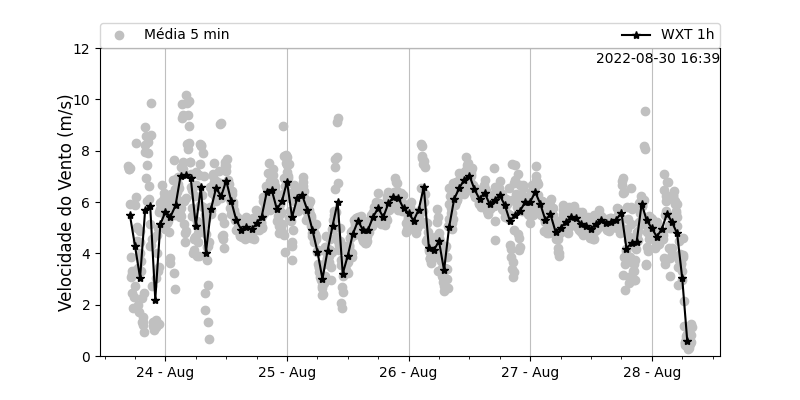 Média 5 min
WXT 1h
2022-08-30 16:39
Velocidade do Vento (m/s)
12
10
8
6
4
2
0
24 - Aug
25 - Aug
26 - Aug
27 - Aug
28 - Aug